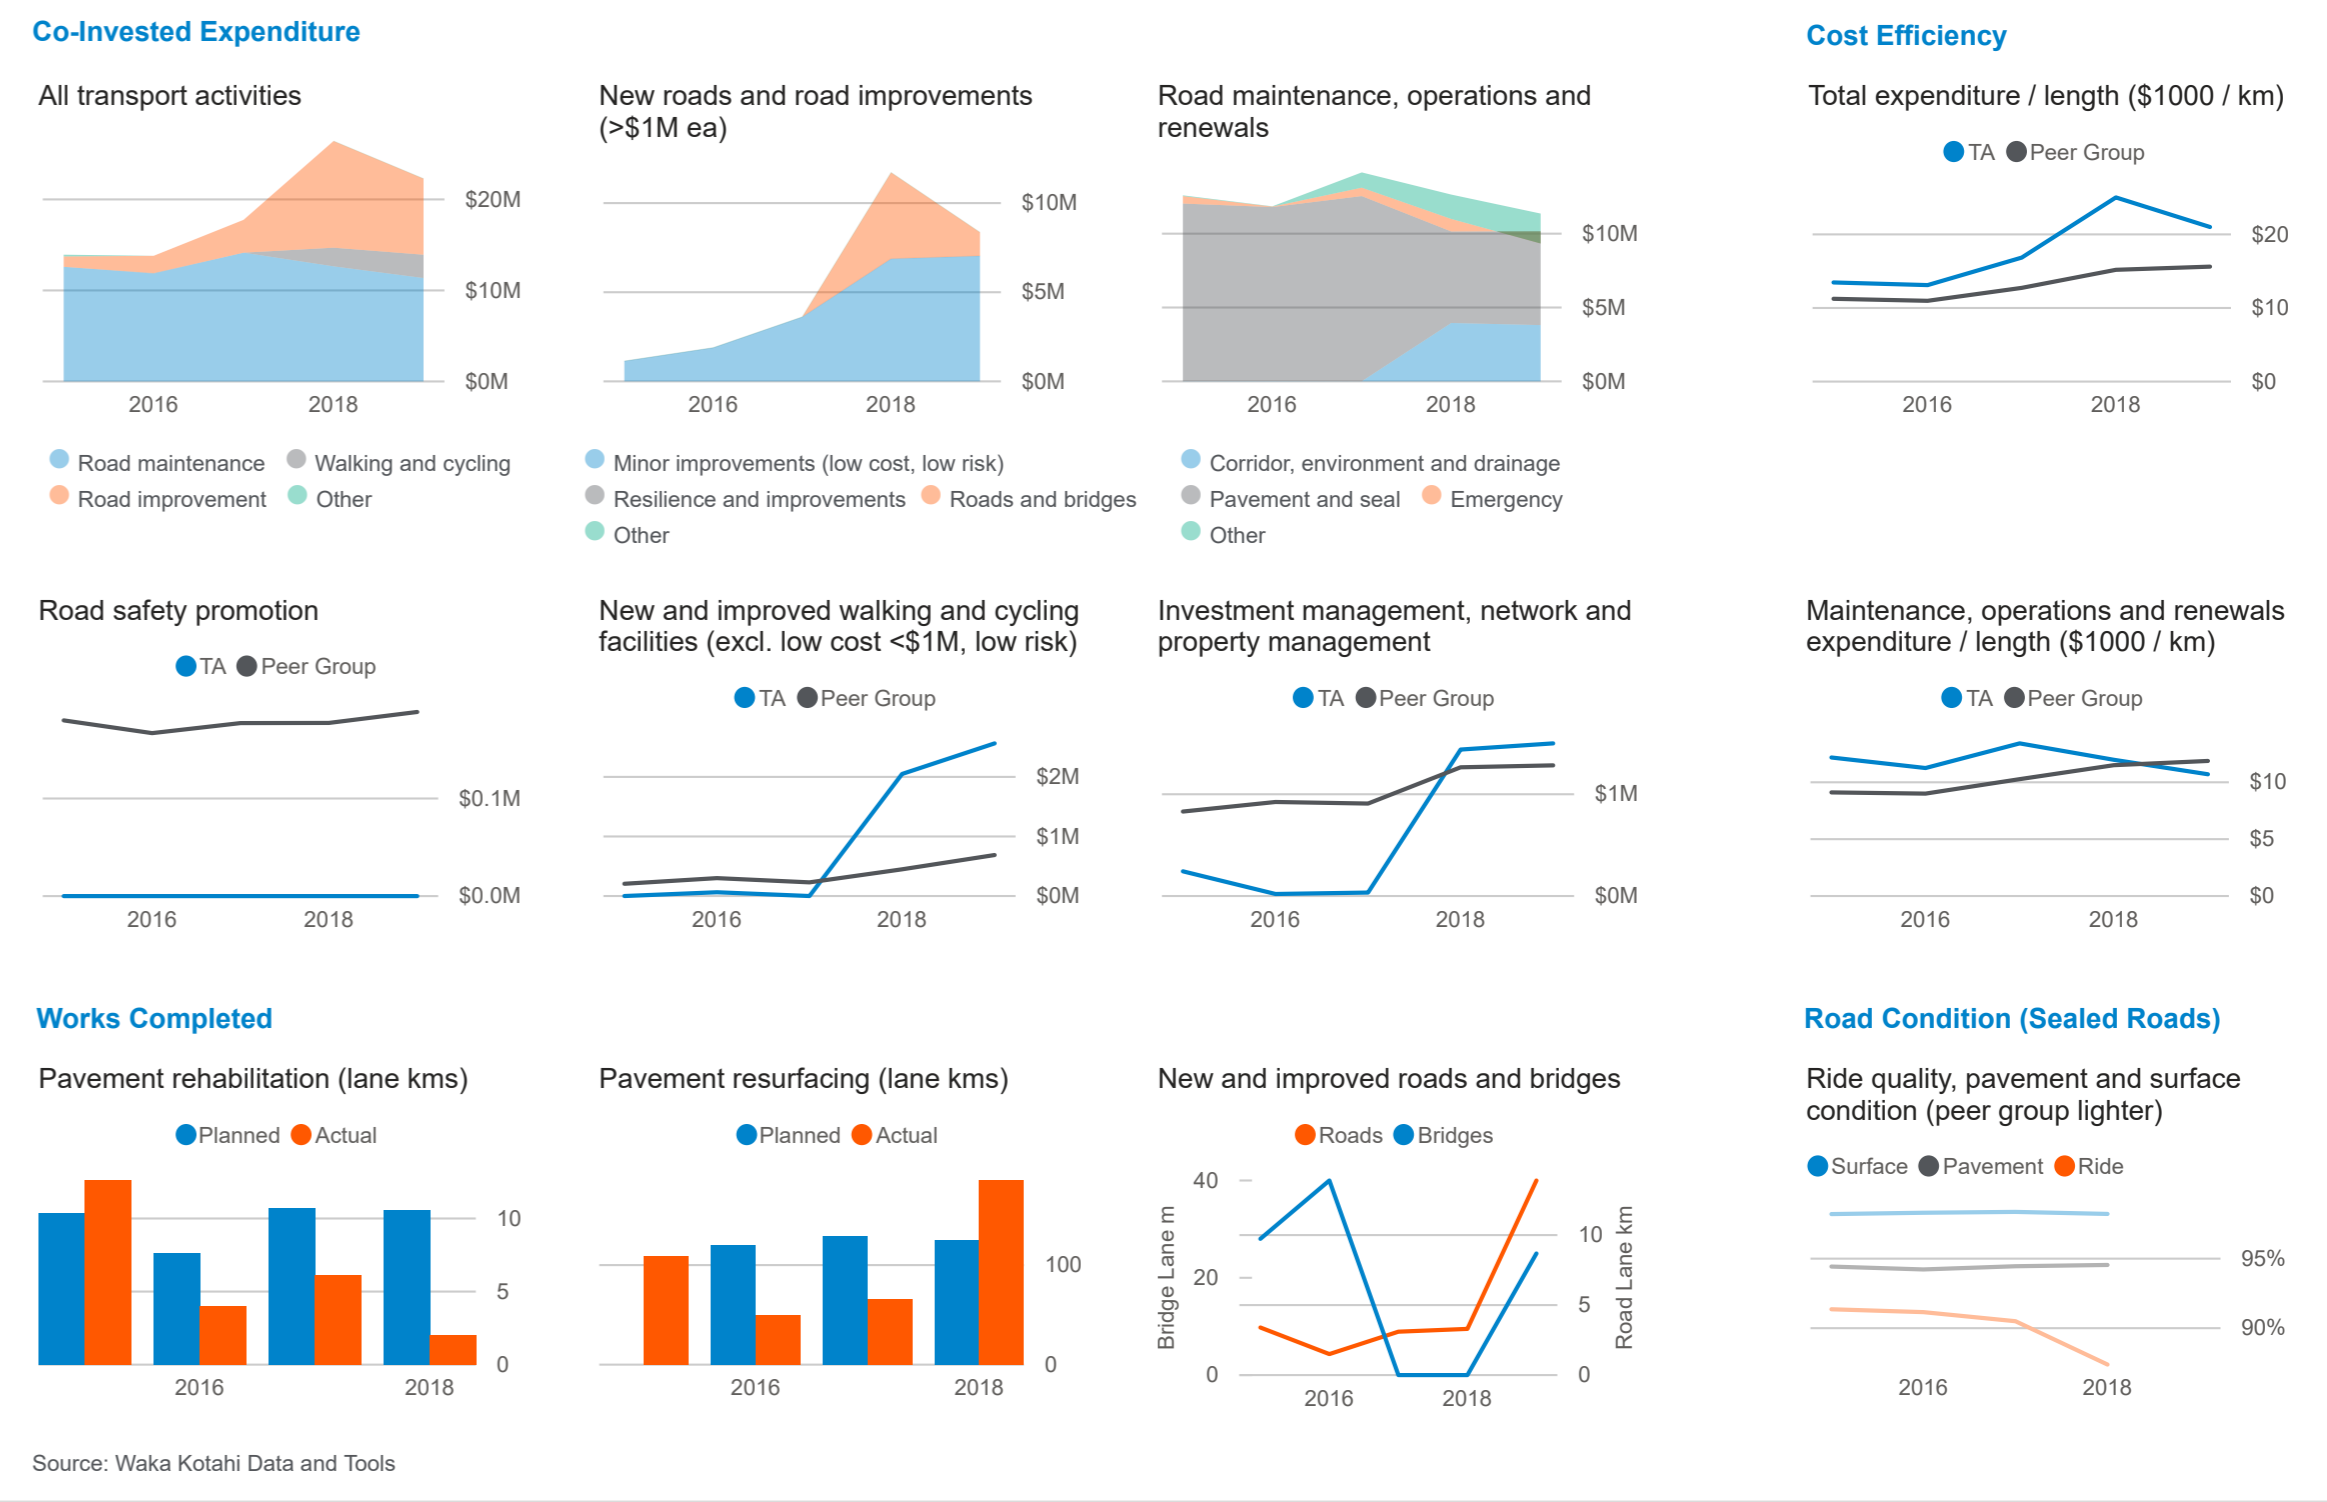 Co-Invested Expenditure
Cost Efficiency
All transport activities
$20M
$10M
$0M
2016 2018
Road maintenance Walking and cycling
Road improvement Other
New roads and road improvements
(>$1M ea)
$10M
$5M
$0M
2016 2018
Minor improvements (low cost, low risk)
Resilience and improvements Roads and bridges
Other
Road maintenance, operations and
renewals
$10M
$5M
$0M
2016 2018
Corridor, environment and drainage
Pavement and seal Emergency
Other
Total expenditure / length ($1000 / km)
TA Peer Group
$20
$10
$0
2016 2018
Road safety promotion
TA Peer Group
$0.1M
$0.0M
2016 2018
New and improved walking and cycling
facilities (excl. low cost <$1M, low risk)
TA Peer Group
$2M
$1M
$0M
2016 2018
Investment management, network and
property management
TA Peer Group
$1M
$0M
2016 2018
Maintenance, operations and renewals
expenditure / length ($1000 / km)
TA Peer Group
$10
$5
$0
2016 2018
Works Completed
Road Condition (Sealed Roads)
Pavement rehabilitation (lane kms)
Planned Actual
10
5
0
2016 2018
Pavement resurfacing (lane kms)
Planned Actual
100
0
2016 2018
New and improved roads and bridges
Roads Bridges
Bridge Lane m
40
20
0
10
5
0
Road Lane km
2016 2018
Ride quality, pavement and surface
condition (peer group lighter)
Surface Pavement Ride
95%
90%
2016 2018
Source: Waka Kotahi Data and Tools